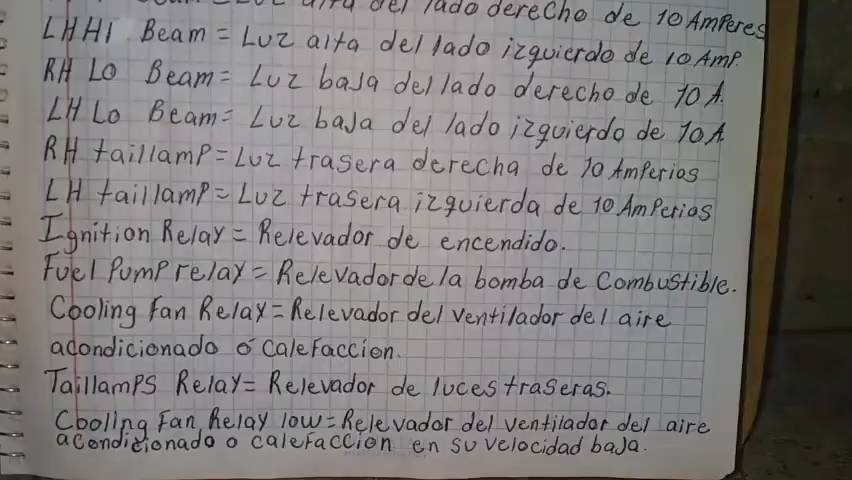 Luz alta del lado derecho de 10 Amperes
LH HI Beam = Luz alta del lado izquierdo de 10 AMP.
RH LO Beam = Luz baja del lado derecho de 10 A.
LH Lo Beam = Luz baja del lado izquierdo de 10 A
RH taillamp = Luz trasera derecha de 10 Amperios
LH taillamp = Luz trasera izquierda de 10 Amperios
Ignition Relay = Relevador de encendido.
Fuel Pump relay = Relevador de la bomba de Combustible.
Cooling Fan Relay = Relevador del ventilador del aire
acondicionado ó calefaccion.
Taillamps Relay = Relevador de luces traseras.
Cooling Fan Relay low = Relevador del ventilador del aire
acondicionado o calefaccion en su velocidad baja.